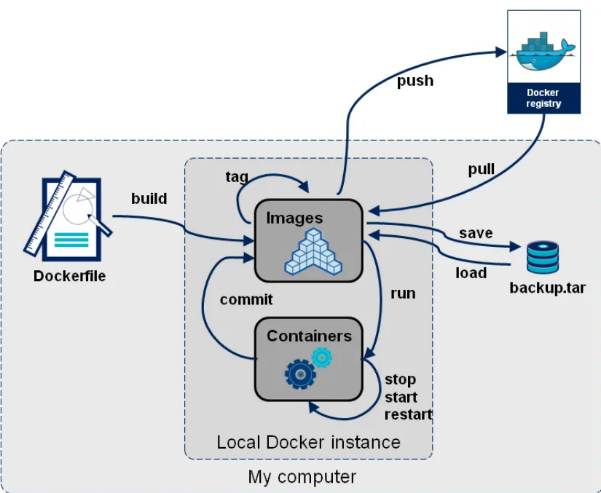 Docker
registry
push
pull
tag
build
Images
save
load
Dockerfile
backup.tar
commit
run
Containers
stop
start
restart
Local Docker instance
My computer